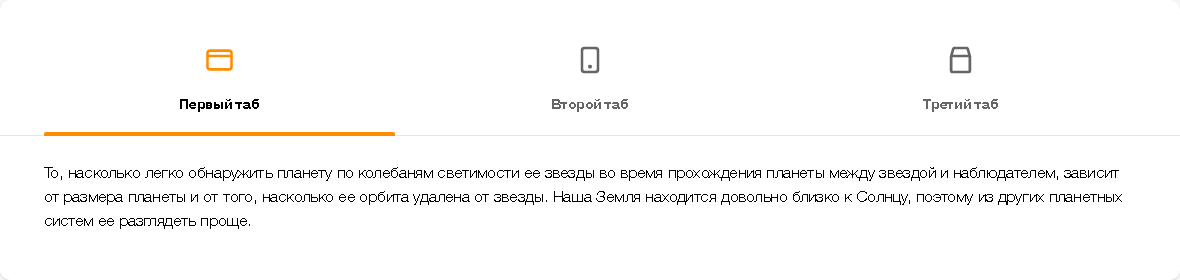 Первый таб
Второй таб
Третий таб
То, насколько легко обнаружить планету по колебаням светимости ее звезды во время прохождения планеты между звездой и наблюдателем, зависит
от размера планеты и от того, насколько ее орбита удалена от звезды. Наша Земля находится довольно близко к Солнцу, поэтому из других планетных
систем ее разглядеть проще.